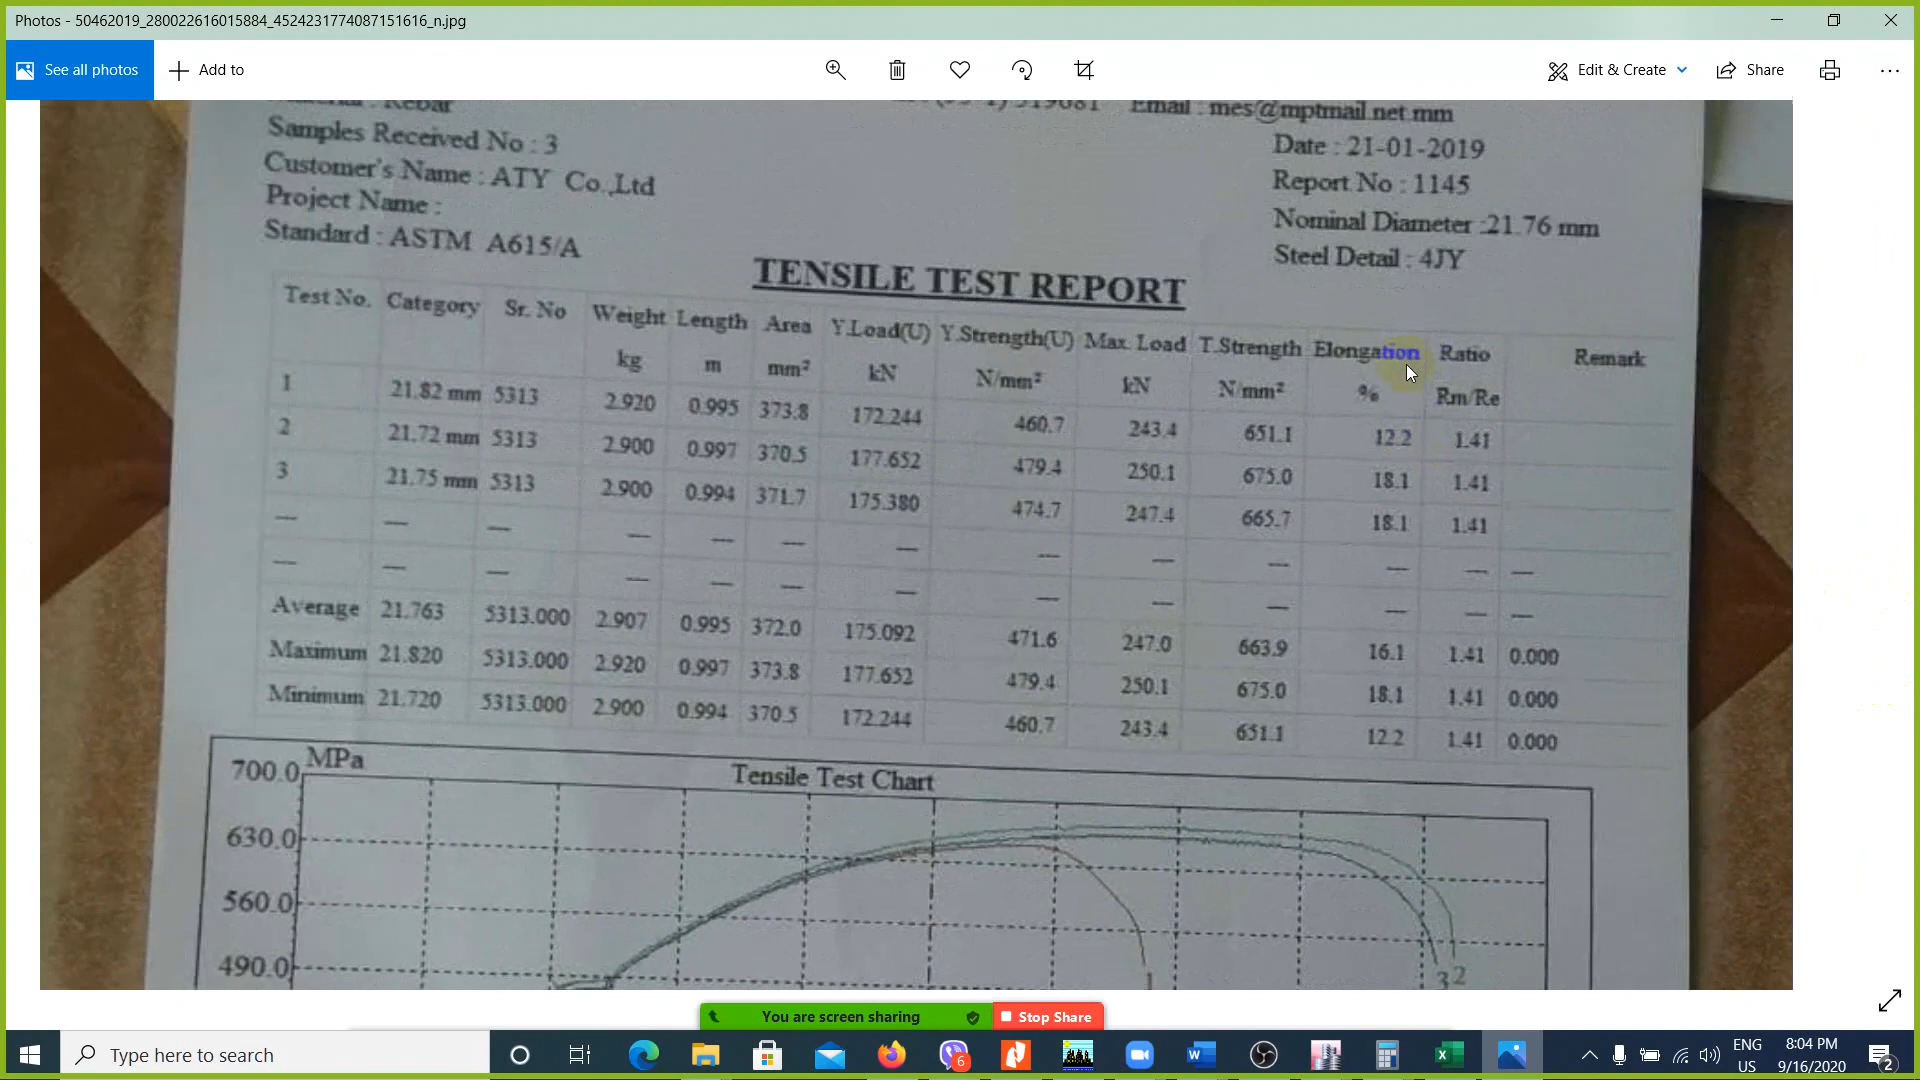 Photos - 50462019_280022616015884_4524231774087151616_n.jpg
See all photos
Add to
Edit & Create
Share
Material : Rebar
Email : mes@mptmail.net.mm
Samples Received No : 3
Date : 21-01-2019
Customer's Name : ATY Co.,Ltd
Report No : 1145
Project Name :
Nominal Diameter :21.76 mm
Standard : ASTM A615/A
Steel Detail : 4JY
TENSILE TEST REPORT
Test No. Category Sr. No Weight Length Area Y.Load(U) Y.Strength(U) Max. Load T.Strength Elongation Ratio Remark
kg m mm² kN N/mm² kN N/mm² % Rm/Re
1 21.82 mm 5313 2.920 0.995 373.8 172.244 460.7 243.4 651.1 12.2 1.41
2 21.72 mm 5313 2.900 0.997 370.5 177.652 479.4 250.1 675.0 18.1 1.41
3 21.75 mm 5313 2.900 0.994 371.7 175.380 474.7 247.4 665.7 18.1 1.41
--- --- --- --- --- --- --- --- --- --- --- --- ---
--- --- --- --- --- --- --- --- --- --- --- --- ---
Average 21.763 5313.000 2.907 0.995 372.0 175.092 471.6 247.0 663.9 16.1 1.41 0.000
Maximum 21.820 5313.000 2.920 0.997 373.8 177.652 479.4 250.1 675.0 18.1 1.41 0.000
Minimum 21.720 5313.000 2.900 0.994 370.5 172.244 460.7 243.4 651.1 12.2 1.41 0.000
MPa
Tensile Test Chart
700.0
630.0
560.0
490.0
1
3 2
You are screen sharing
Stop Share
Type here to search
6
ENG
US
8:04 PM
9/16/2020
2